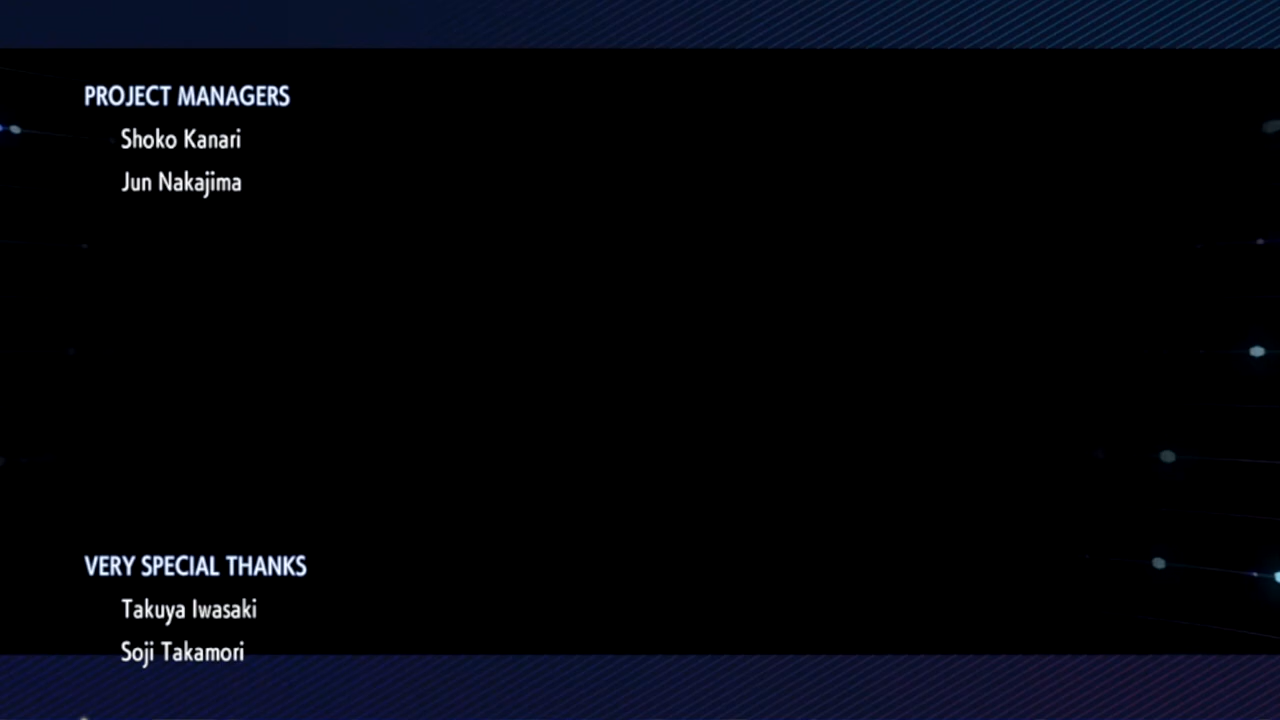 PROJECT MANAGERS
Shoko Kanari
Jun Nakajima
VERY SPECIAL THANKS
Takuya Iwasaki
Soji Takamori